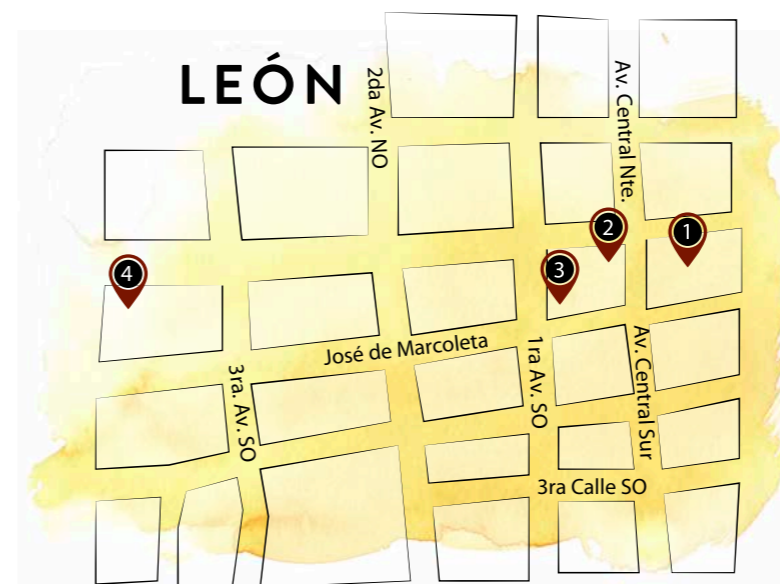 LEÓN
2da Av. NO
Av. Central Nte.
1
2
3
4
José de Marcoleta
1ra Av. SO
Av. Central Sur
3ra. Av. SO
3ra Calle SO